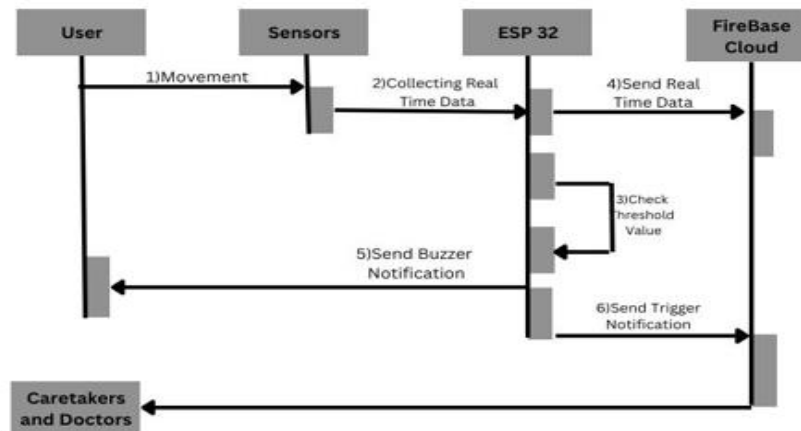 User
Sensors
ESP 32
FireBase
Cloud
1)Movement
2)Collecting Real
Time Data
4)Send Real
Time Data
3)Check
Threshold
Value
5)Send Buzzer
Notification
6)Send Trigger
Notification
Caretakers
and Doctors